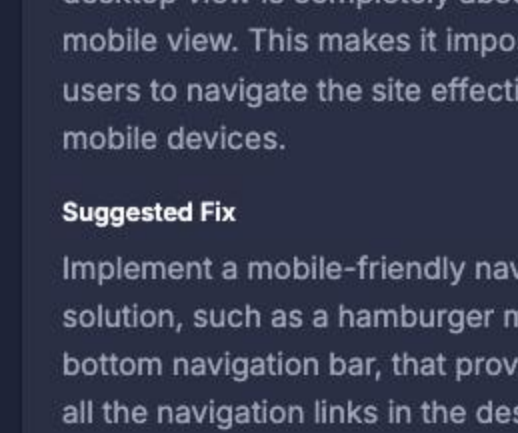 mobile view. This makes it impo
users to navigate the site effecti
mobile devices.
Suggested Fix
Implement a mobile-friendly nav
solution, such as a hamburger m
bottom navigation bar, that prov
all the navigation links in the des